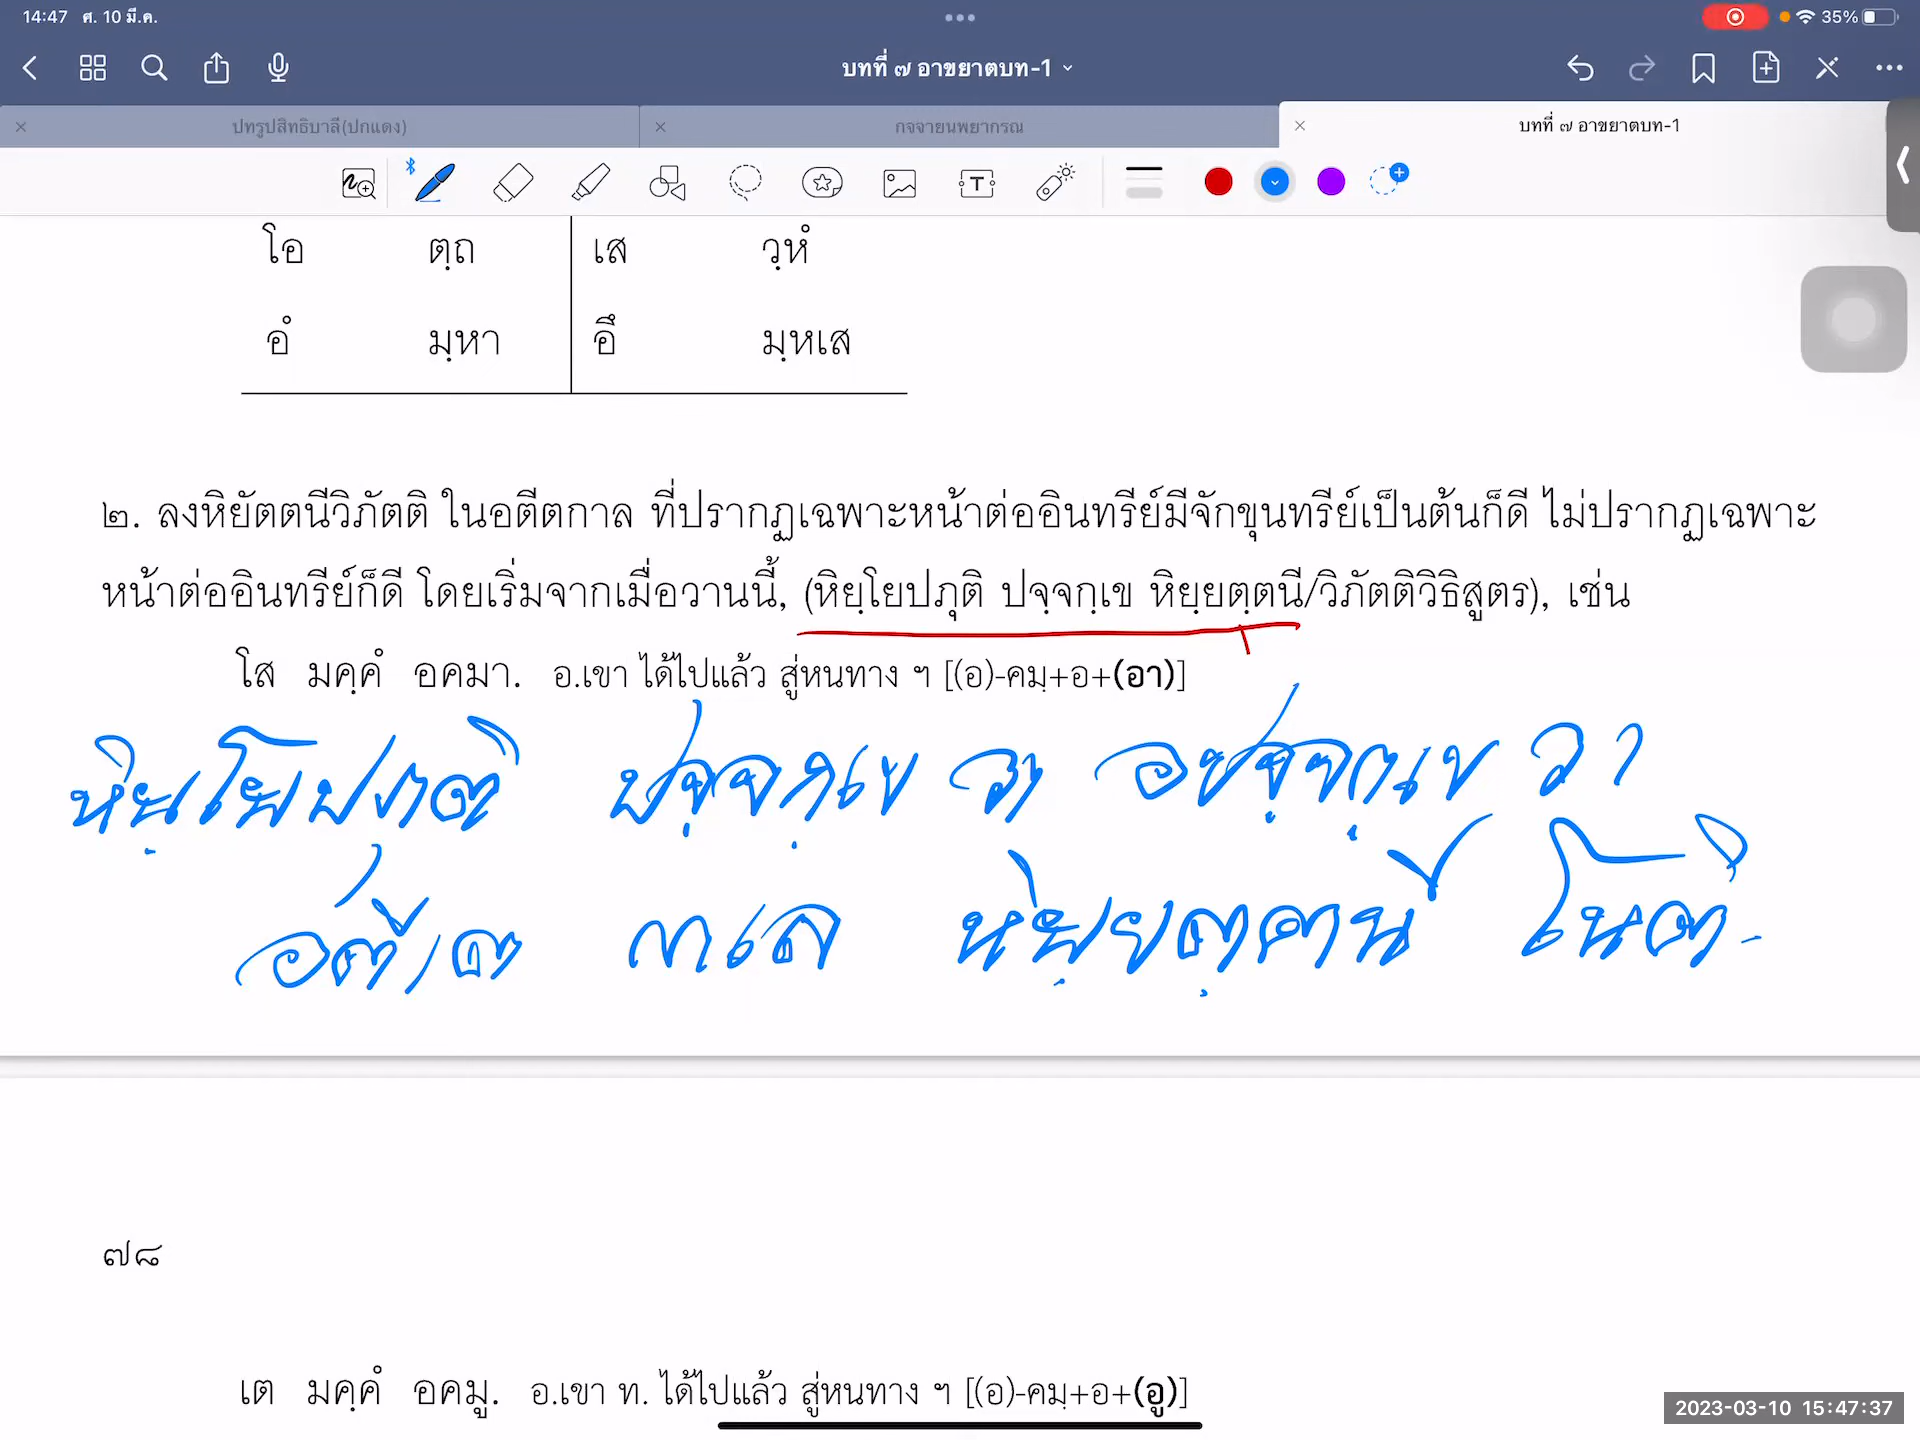 14:47 ศ. 10 มี.ค.
35%
บทที่ ๗ อาขยาตบท-1
ปทรูปสิทธิบาลี(ปกแดง)
กจจายนพยากรณ
บทที่ ๗ อาขยาตบท-1
โอ ตฺถ เส วฺหํ
อํ มฺหา อึ มฺหเส
๒. ลงหิยัตตนีวิภัตติ ในอตีตกาล ที่ปรากฏเฉพาะหน้าต่ออินทรีย์มีจักขุนทรีย์เป็นต้นก็ดี ไม่ปรากฏเฉพาะ
หน้าต่ออินทรีย์ก็ดี โดยเริ่มจากเมื่อวานนี้, (หิยฺโยปภุติ ปจฺจกฺเข หิยฺยตฺตนี/วิภัตติวิธิสูตร), เช่น
โส มคฺคํ อคมา. อ.เขา ได้ไปแล้ว สู่หนทาง ฯ [(อ)-คมฺ+อ+(อา)]
หิยฺโยปภุติ ปจฺจกฺเข วา อปจฺจกฺเข วา
อตีเต กาเล หิยฺยตฺตนี โหติ.
๗๘
เต มคฺคํ อคมู. อ.เขา ท. ได้ไปแล้ว สู่หนทาง ฯ [(อ)-คมฺ+อ+(อู)]
2023-03-10 15:47:37